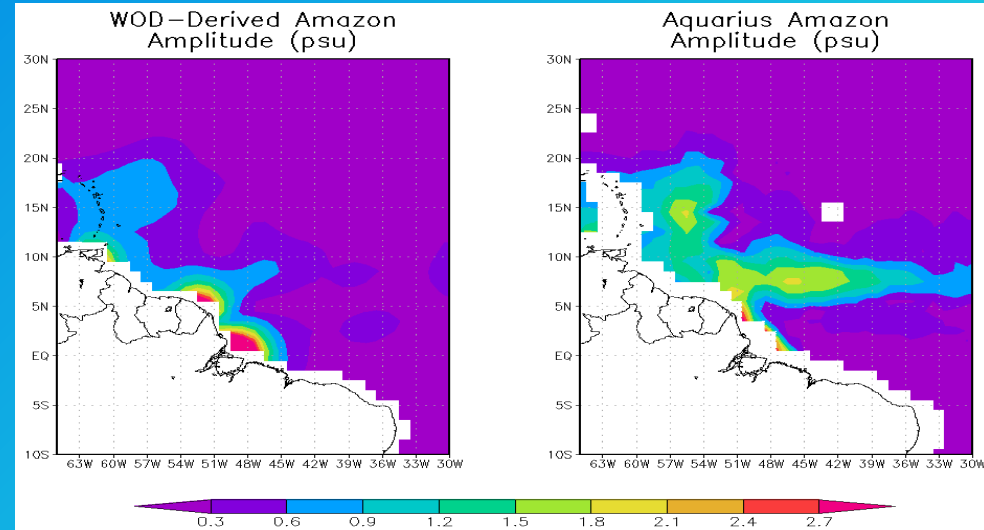 WOD-Derived Amazon
Amplitude (psu)
Aquarius Amazon
Amplitude (psu)
30N
25N
20N
15N
10N
5N
EQ
5S
10S
63W 60W 57W 54W 51W 48W 45W 42W 39W 36W 33W 30W
30N
25N
20N
15N
10N
5N
EQ
5S
10S
63W 60W 57W 54W 51W 48W 45W 42W 39W 36W 33W 30W
0.3 0.6 0.9 1.2 1.5 1.8 2.1 2.4 2.7